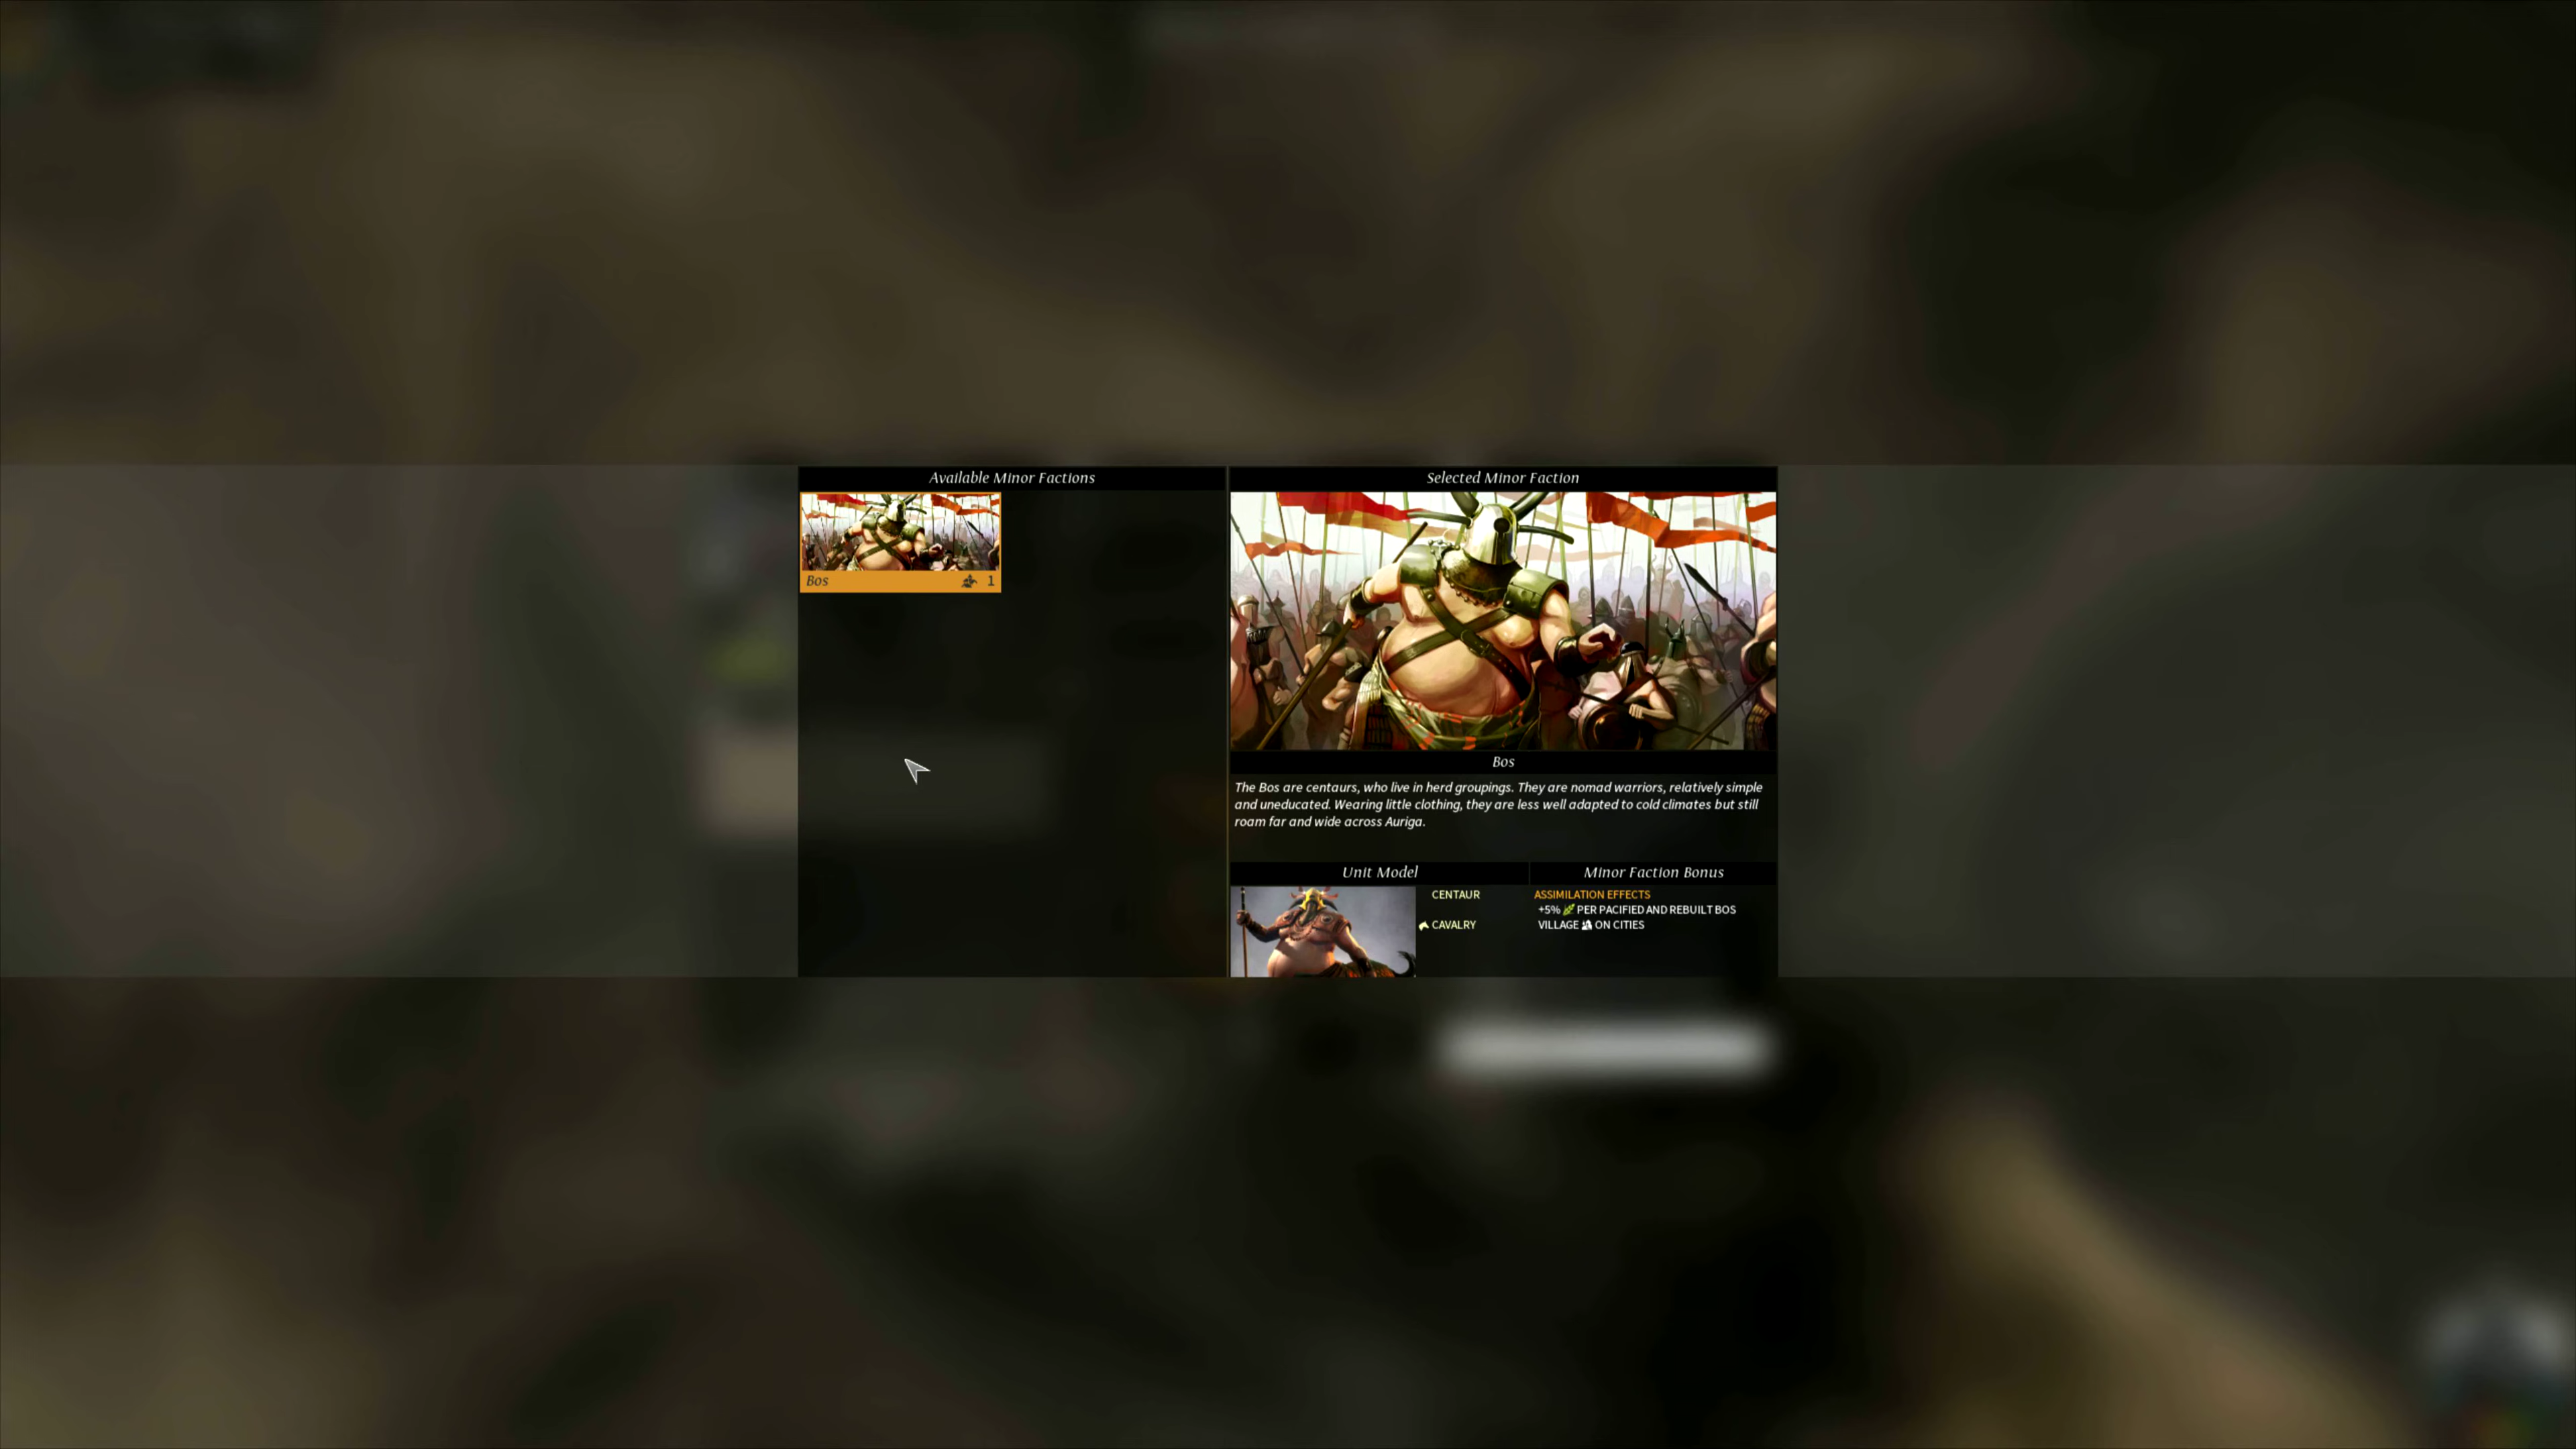 Available Minor Factions
Bos 1
Selected Minor Faction
Bos
The Bos are centaurs, who live in herd groupings. They are nomad warriors, relatively simple
and uneducated. Wearing little clothing, they are less well adapted to cold climates but still
roam far and wide across Auriga.
Unit Model
CENTAUR
CAVALRY
Minor Faction Bonus
ASSIMILATION EFFECTS
+5% PER PACIFIED AND REBUILT BOS
VILLAGE ON CITIES